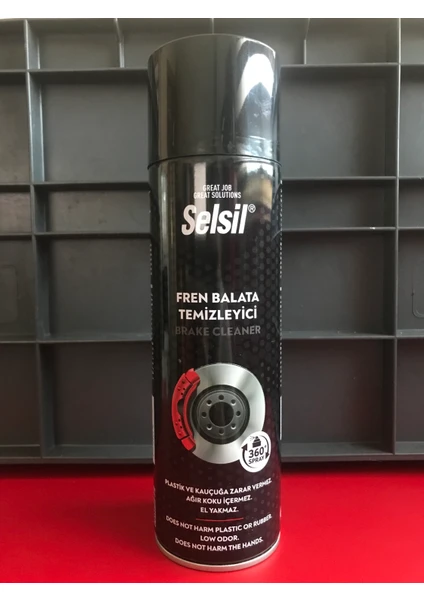 GREAT JOB
GREAT SOLUTIONS
Selsil®
FREN BALATA
TEMİZLEYİCİ
BRAKE CLEANER
360°
SPRAY
PLASTİK VE KAUÇUĞA ZARAR VERMEZ.
AĞIR KOKU İÇERMEZ.
EL YAKMAZ.
DOES NOT HARM PLASTIC OR RUBBER.
LOW ODOR.
DOES NOT HARM THE HANDS.